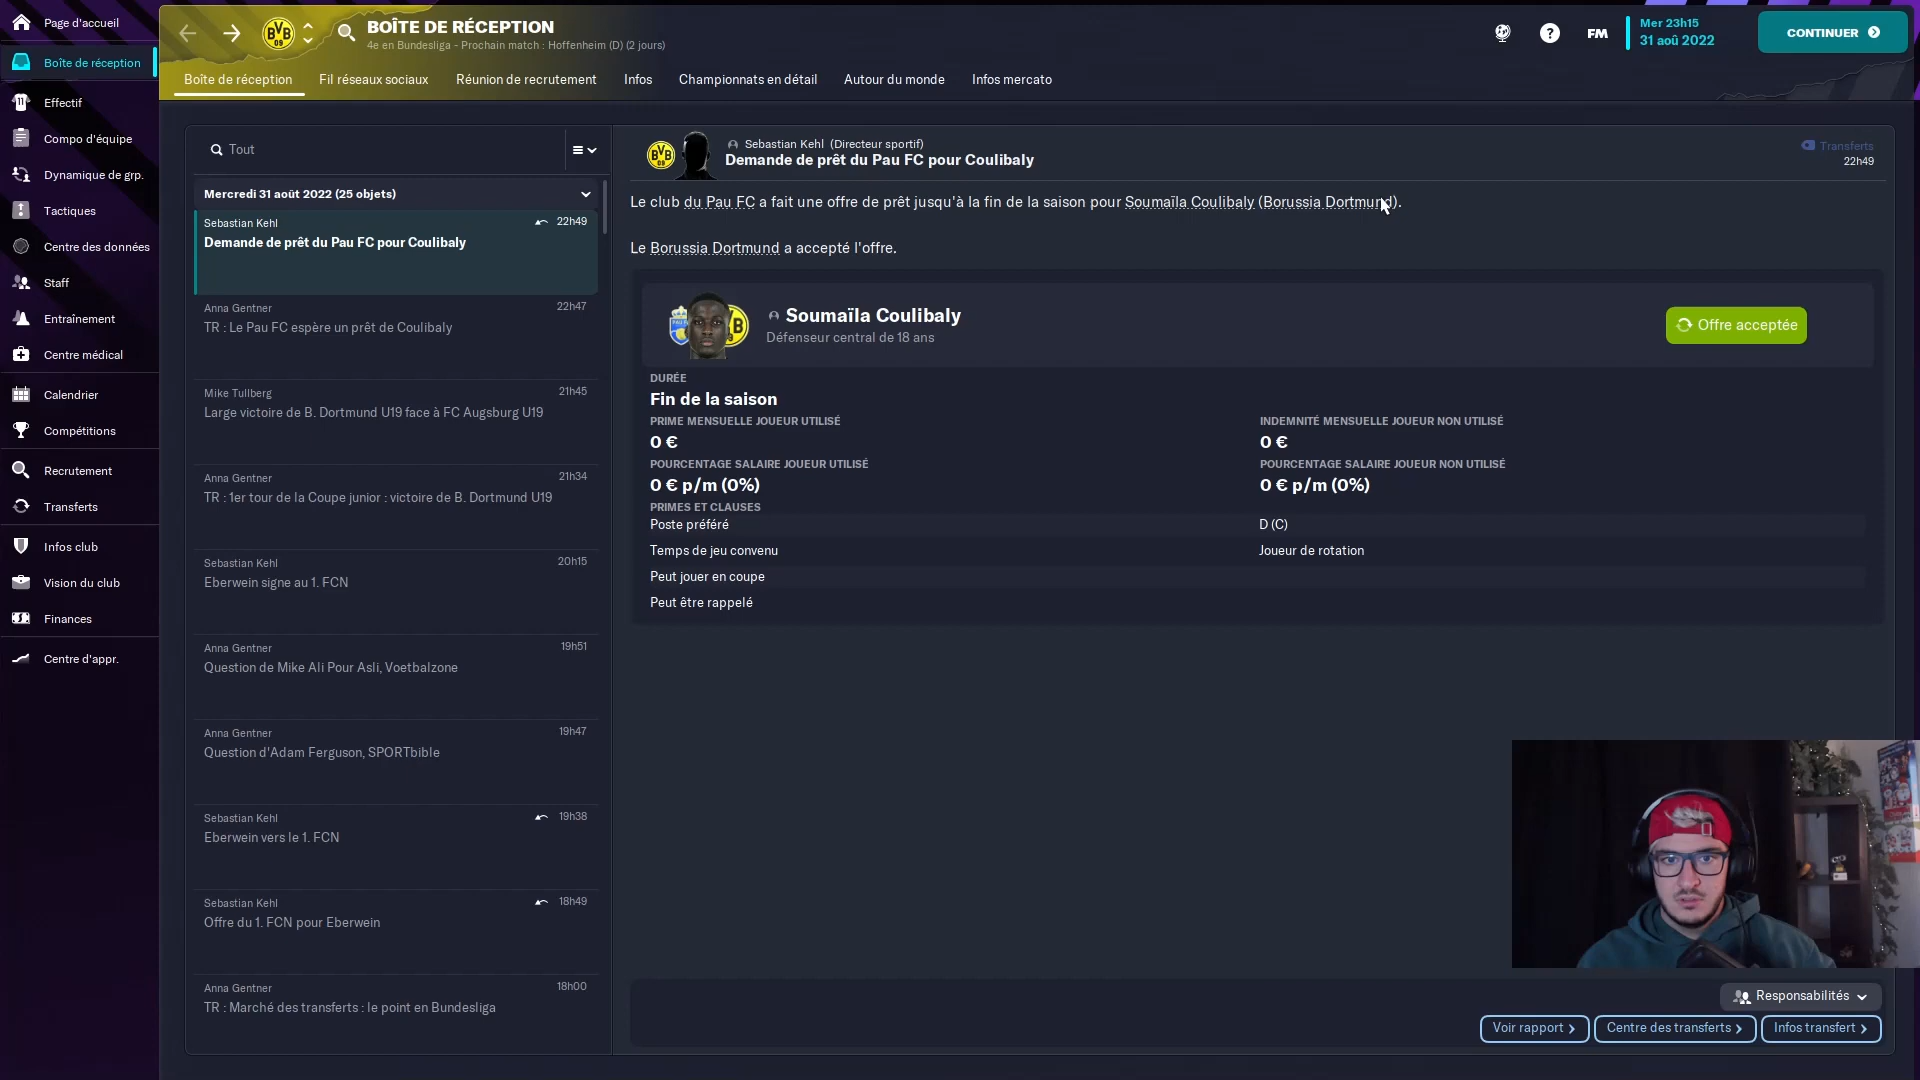 Page d'accueil
Boîte de réception
Effectif
Compo d'équipe
Dynamique de grp.
Tactiques
Centre des données
Staff
Entraînement
Centre médical
Calendrier
Compétitions
Recrutement
Transferts
Infos club
Vision du club
Finances
Centre d'appr.
BVB 09
BOÎTE DE RÉCEPTION
4e en Bundesliga - Prochain match : Hoffenheim (D) (2 jours)
?
FM
Mer 23h15
31 aoû 2022
CONTINUER
Boîte de réception
Fil réseaux sociaux
Réunion de recrutement
Infos
Championnats en détail
Autour du monde
Infos mercato
Tout
Mercredi 31 août 2022 (25 objets)
Sebastian Kehl 22h49
Demande de prêt du Pau FC pour Coulibaly
Anna Gentner 22h47
TR : Le Pau FC espère un prêt de Coulibaly
Mike Tullberg 21h45
Large victoire de B. Dortmund U19 face à FC Augsburg U19
Anna Gentner 21h34
TR : 1er tour de la Coupe junior : victoire de B. Dortmund U19
Sebastian Kehl 20h15
Eberwein signe au 1. FCN
Anna Gentner 19h51
Question de Mike Ali Pour Asli, Voetbalzone
Anna Gentner 19h47
Question d'Adam Ferguson, SPORTbible
Sebastian Kehl 19h38
Eberwein vers le 1. FCN
Sebastian Kehl 18h49
Offre du 1. FCN pour Eberwein
Anna Gentner 18h00
TR : Marché des transferts : le point en Bundesliga
BVB 09
Sebastian Kehl (Directeur sportif)
Demande de prêt du Pau FC pour Coulibaly
Transferts
22h49
Le club du Pau FC a fait une offre de prêt jusqu'à la fin de la saison pour Soumaïla Coulibaly (Borussia Dortmund).
Le Borussia Dortmund a accepté l'offre.
Soumaïla Coulibaly
Défenseur central de 18 ans
Offre acceptée
DURÉE
Fin de la saison
PRIME MENSUELLE JOUEUR UTILISÉ
0 €
INDEMNITÉ MENSUELLE JOUEUR NON UTILISÉ
0 €
POURCENTAGE SALAIRE JOUEUR UTILISÉ
0 € p/m (0%)
POURCENTAGE SALAIRE JOUEUR NON UTILISÉ
0 € p/m (0%)
PRIMES ET CLAUSES
Poste préféré D (C)
Temps de jeu convenu Joueur de rotation
Peut jouer en coupe
Peut être rappelé
Responsabilités
Voir rapport
Centre des transferts
Infos transfert